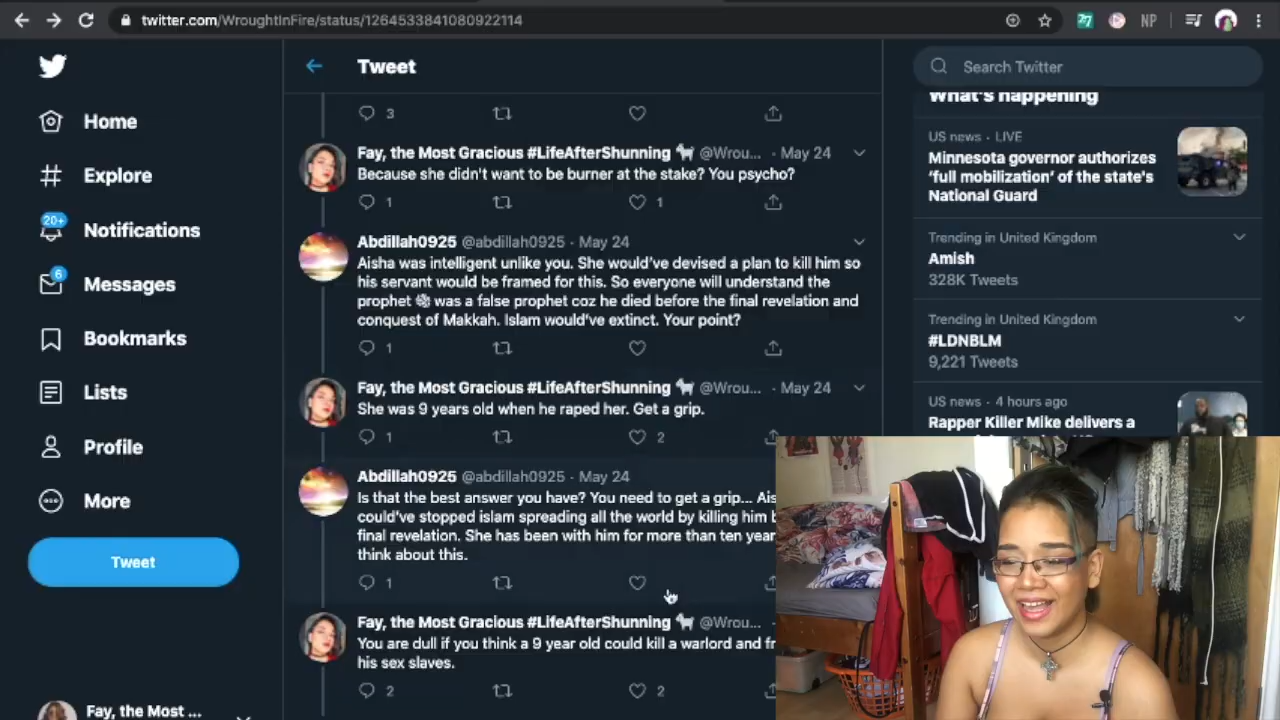 twitter.com/WroughtInFire/status/1264533841080922114
NP
Home
Explore
20+
Notifications
6
Messages
Bookmarks
Lists
Profile
More
Tweet
Fay, the Most ...
Tweet
3
Fay, the Most Gracious #LifeAfterShunning 🐐 @Wrou... · May 24
Because she didn't want to be burner at the stake? You psycho?
1
1
Abdillah0925 @abdillah0925 · May 24
Aisha was intelligent unlike you. She would've devised a plan to kill him so
his servant would be framed for this. So everyone will understand the
prophet ﷺ was a false prophet coz he died before the final revelation and
conquest of Makkah. Islam would've extinct. Your point?
1
Fay, the Most Gracious #LifeAfterShunning 🐐 @Wrou... · May 24
She was 9 years old when he raped her. Get a grip.
1
2
Abdillah0925 @abdillah0925 · May 24
Is that the best answer you have? You need to get a grip...
could've stopped islam spreading all the world by killing him
final revelation. She has been with him for more than ten
think about this.
1
Fay, the Most Gracious #LifeAfterShunning 🐐 @Wrou... ·
You are dull if you think a 9 year old could kill a warlord and
his sex slaves.
2
2
Search Twitter
What's happening
US news · LIVE
Minnesota governor authorizes
'full mobilization' of the state's
National Guard
Trending in United Kingdom
Amish
328K Tweets
Trending in United Kingdom
#LDNBLM
9,221 Tweets
US news · 4 hours ago
Rapper Killer Mike delivers a